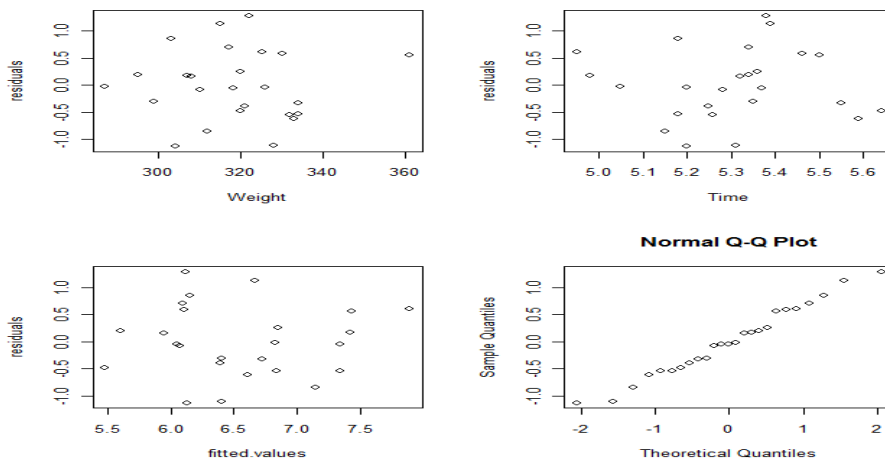 residuals
1.0
0.5
0.0
-0.5
-1.0
300 320 340 360
Weight
residuals
1.0
0.5
0.0
-0.5
-1.0
5.0 5.1 5.2 5.3 5.4 5.5 5.6
Time
residuals
1.0
0.5
0.0
-0.5
-1.0
5.5 6.0 6.5 7.0 7.5
fitted.values
Normal Q-Q Plot
Sample Quantiles
1.0
0.5
0.0
-0.5
-1.0
-2 -1 0 1 2
Theoretical Quantiles